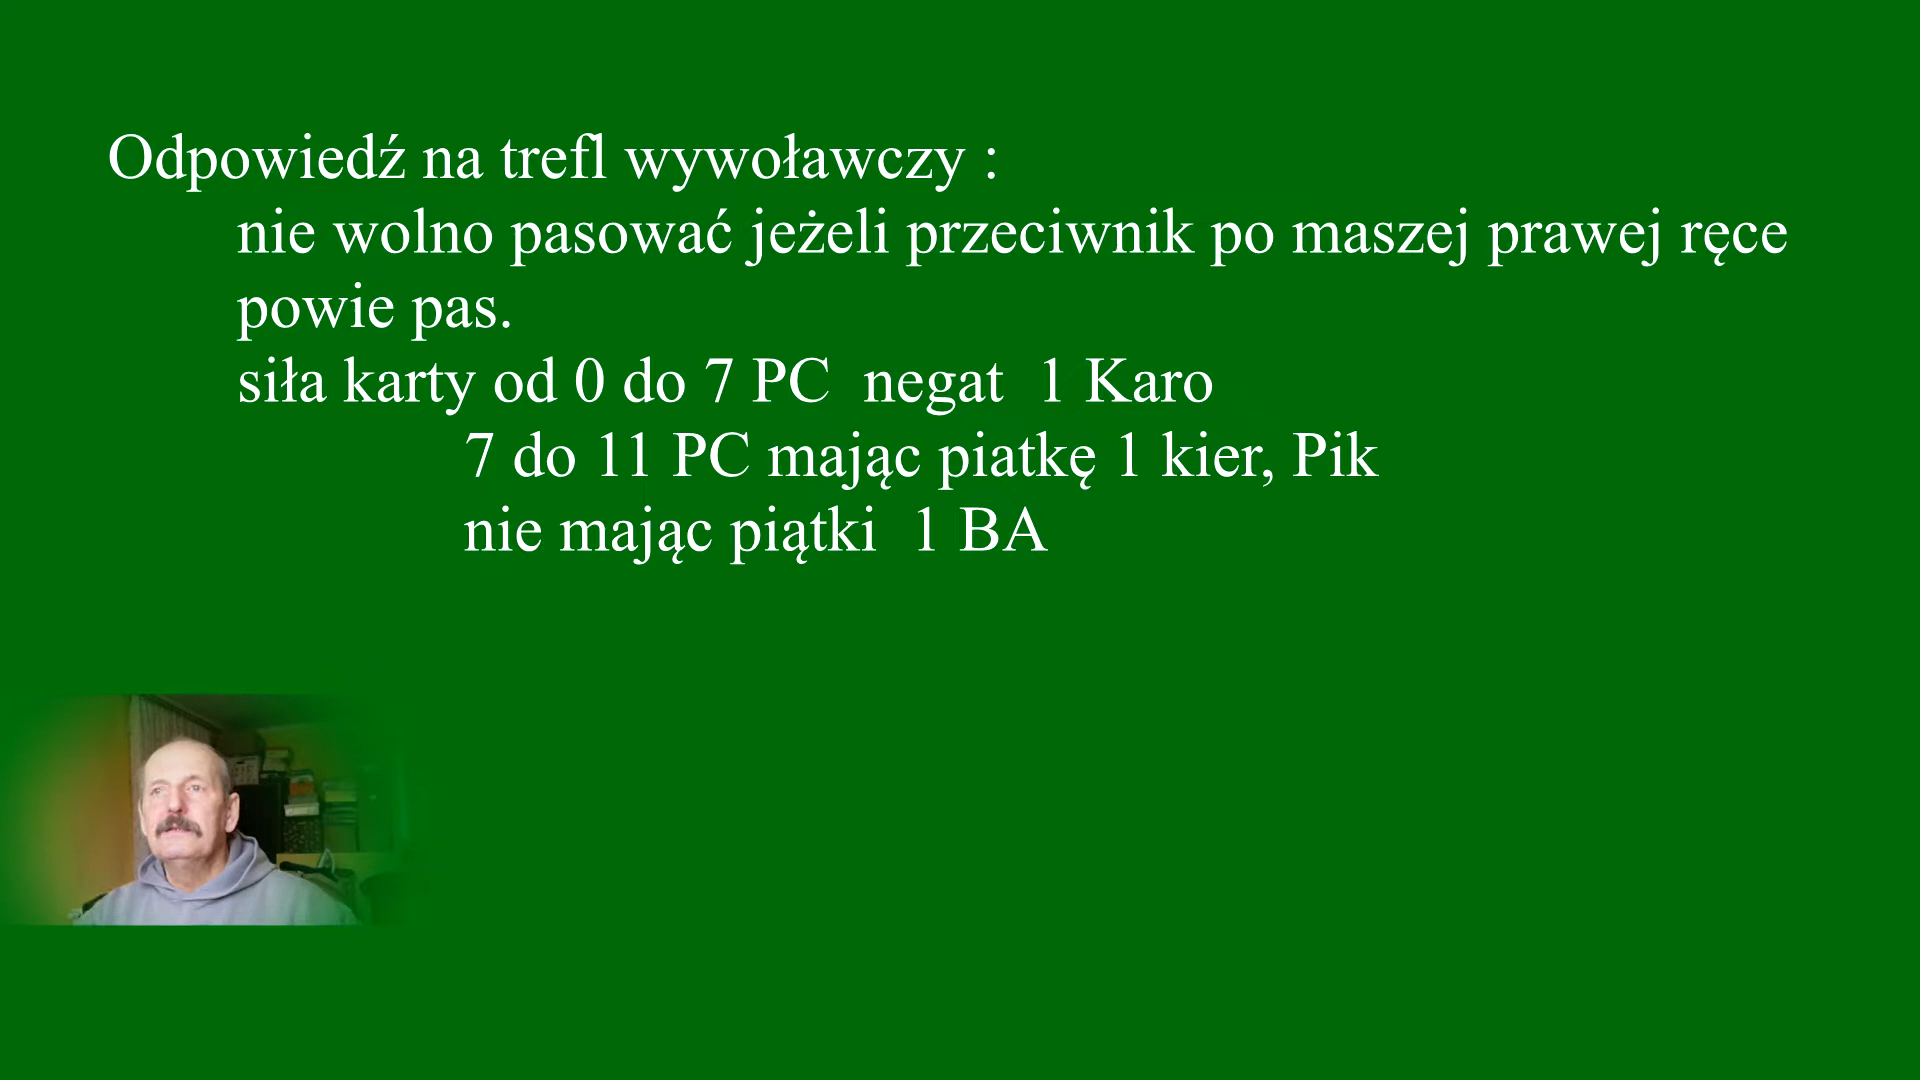 Odpowiedź na trefl wywoławczy :
nie wolno pasować jeżeli przeciwnik po maszej prawej ręce
powie pas.
siła karty od 0 do 7 PC negat 1 Karo
7 do 11 PC mając piatkę 1 kier, Pik
nie mając piątki 1 BA